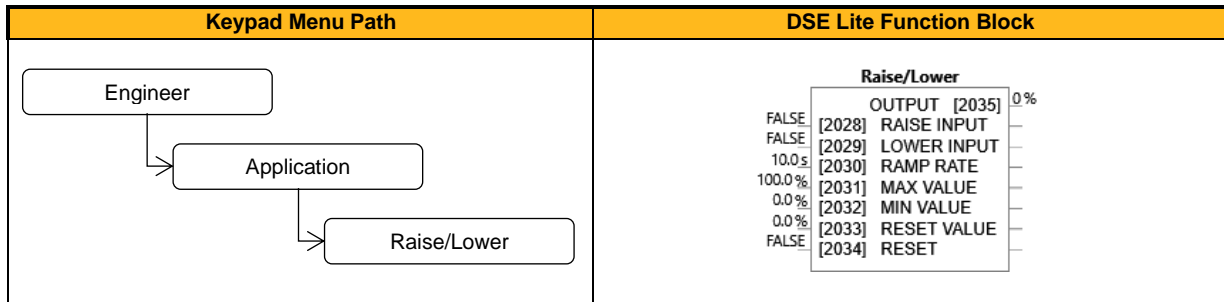 Keypad Menu Path
DSE Lite Function Block
Engineer
Application
Raise/Lower
Raise/Lower
OUTPUT [2035] 0 %
FALSE [2028] RAISE INPUT
FALSE [2029] LOWER INPUT
10.0 s [2030] RAMP RATE
100.0 % [2031] MAX VALUE
0.0 % [2032] MIN VALUE
0.0 % [2033] RESET VALUE
FALSE [2034] RESET